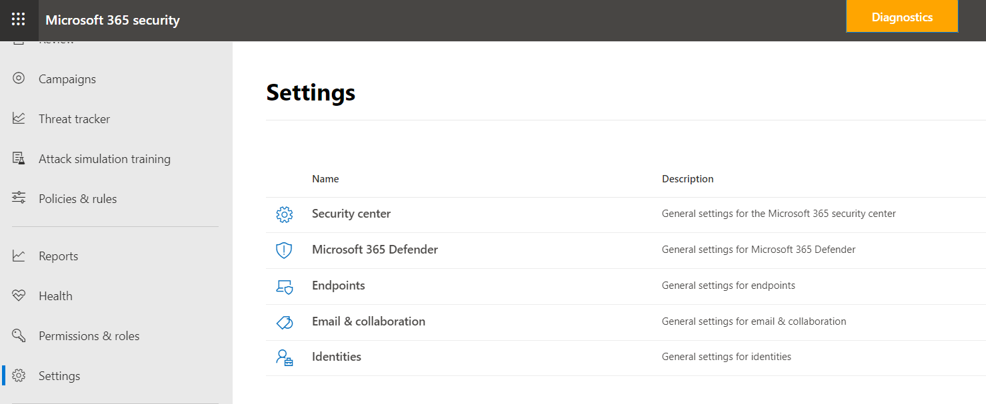 Microsoft 365 security
Diagnostics
Review
Campaigns
Threat tracker
Attack simulation training
Policies & rules
Reports
Health
Permissions & roles
Settings
Settings
Name Description
Security center General settings for the Microsoft 365 security center
Microsoft 365 Defender General settings for Microsoft 365 Defender
Endpoints General settings for endpoints
Email & collaboration General settings for email & collaboration
Identities General settings for identities